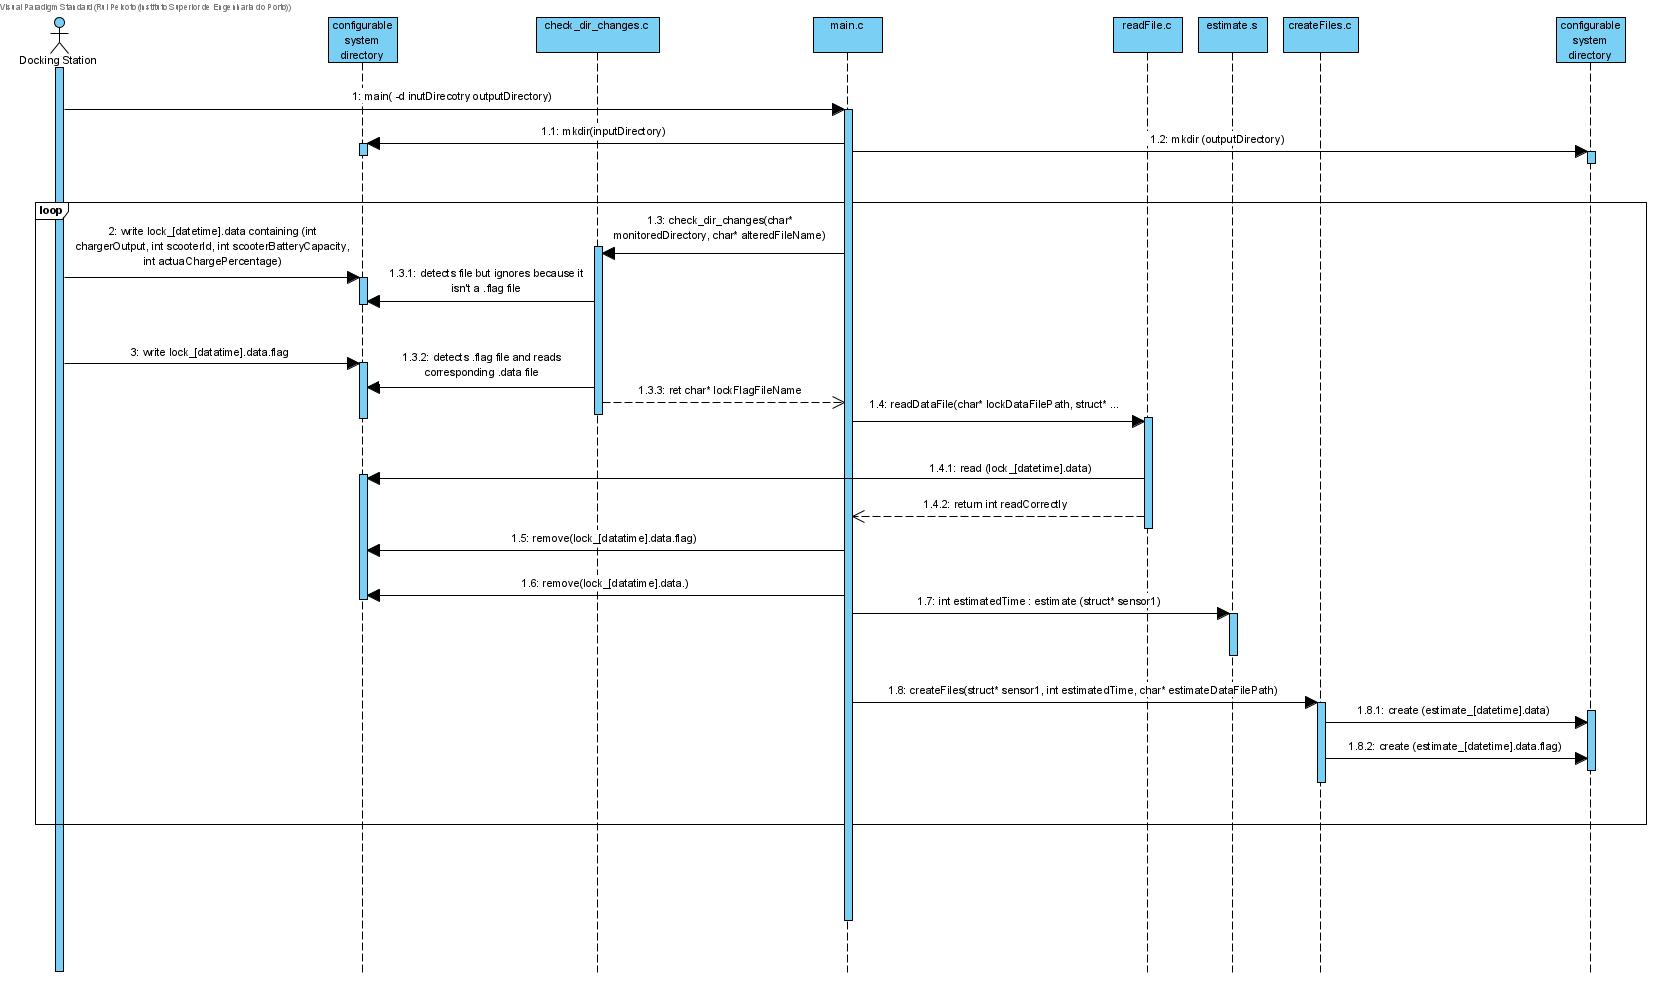 Visual Paradigm Standard (Rui Peixoto (Instituto Superior de Engenharia do Porto))
Docking Station
configurable
system
directory
check_dir_changes.c
main.c
readFile.c
estimate.s
createFiles.c
configurable
system
directory
1: main( -d inutDirecotry outputDirectory)
1.1: mkdir(inputDirectory)
1.2: mkdir (outputDirectory)
loop
2: write lock_[datetime].data containing (int
chargerOutput, int scooterId, int scooterBatteryCapacity,
int actuaChargePercentage)
1.3: check_dir_changes(char*
monitoredDirectory, char* alteredFileName)
1.3.1: detects file but ignores because it
isn't a .flag file
3: write lock_[datatime].data.flag
1.3.2: detects .flag file and reads
corresponding .data file
1.3.3: ret char* lockFlagFileName
1.4: readDataFile(char* lockDataFilePath, struct* ...
1.4.1: read (lock_[datetime].data)
1.4.2: return int readCorrectly
1.5: remove(lock_[datatime].data.flag)
1.6: remove(lock_[datatime].data.)
1.7: int estimatedTime : estimate (struct* sensor1)
1.8: createFiles(struct* sensor1, int estimatedTime, char* estimateDataFilePath)
1.8.1: create (estimate_[datetime].data)
1.8.2: create (estimate_[datetime].data.flag)